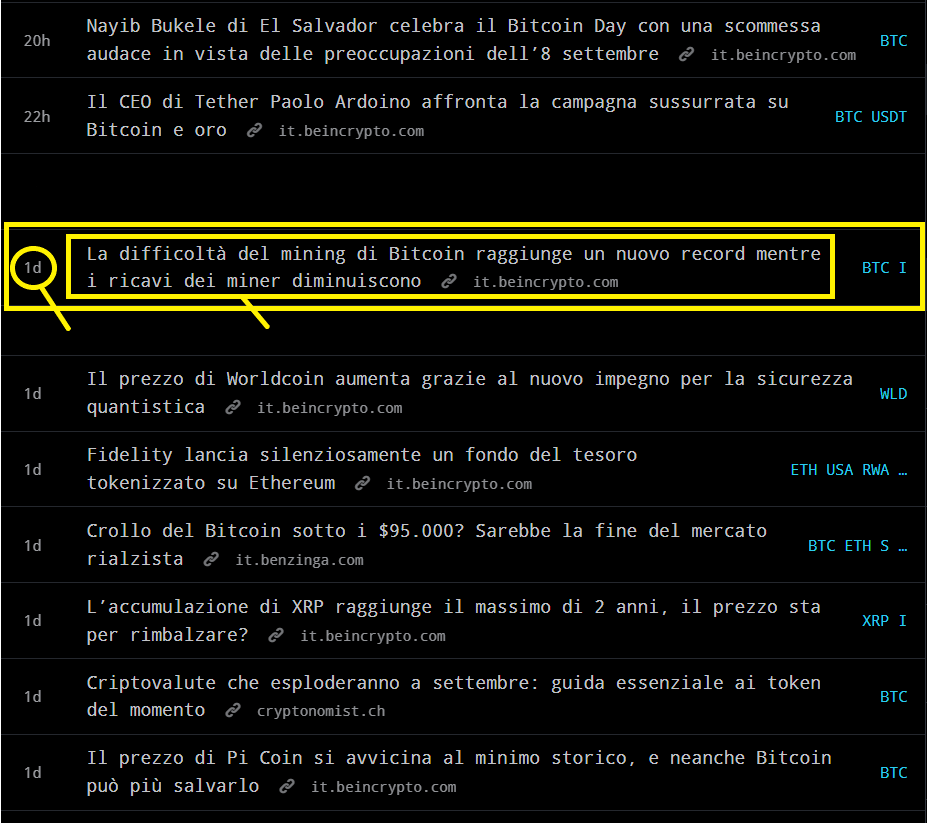 20h Nayib Bukele di El Salvador celebra il Bitcoin Day con una scommessa
audace in vista delle preoccupazioni dell’8 settembre it.beincrypto.com BTC
22h Il CEO di Tether Paolo Ardoino affronta la campagna sussurrata su
Bitcoin e oro it.beincrypto.com BTC USDT
1d La difficoltà del mining di Bitcoin raggiunge un nuovo record mentre
i ricavi dei miner diminuiscono it.beincrypto.com BTC I
1d Il prezzo di Worldcoin aumenta grazie al nuovo impegno per la sicurezza
quantistica it.beincrypto.com WLD
1d Fidelity lancia silenziosamente un fondo del tesoro
tokenizzato su Ethereum it.beincrypto.com ETH USA RWA …
1d Crollo del Bitcoin sotto i $95.000? Sarebbe la fine del mercato
rialzista it.benzinga.com BTC ETH S …
1d L’accumulazione di XRP raggiunge il massimo di 2 anni, il prezzo sta
per rimbalzare? it.beincrypto.com XRP I
1d Criptovalute che esploderanno a settembre: guida essenziale ai token
del momento cryptonomist.ch BTC
1d Il prezzo di Pi Coin si avvicina al minimo storico, e neanche Bitcoin
può più salvarlo it.beincrypto.com BTC